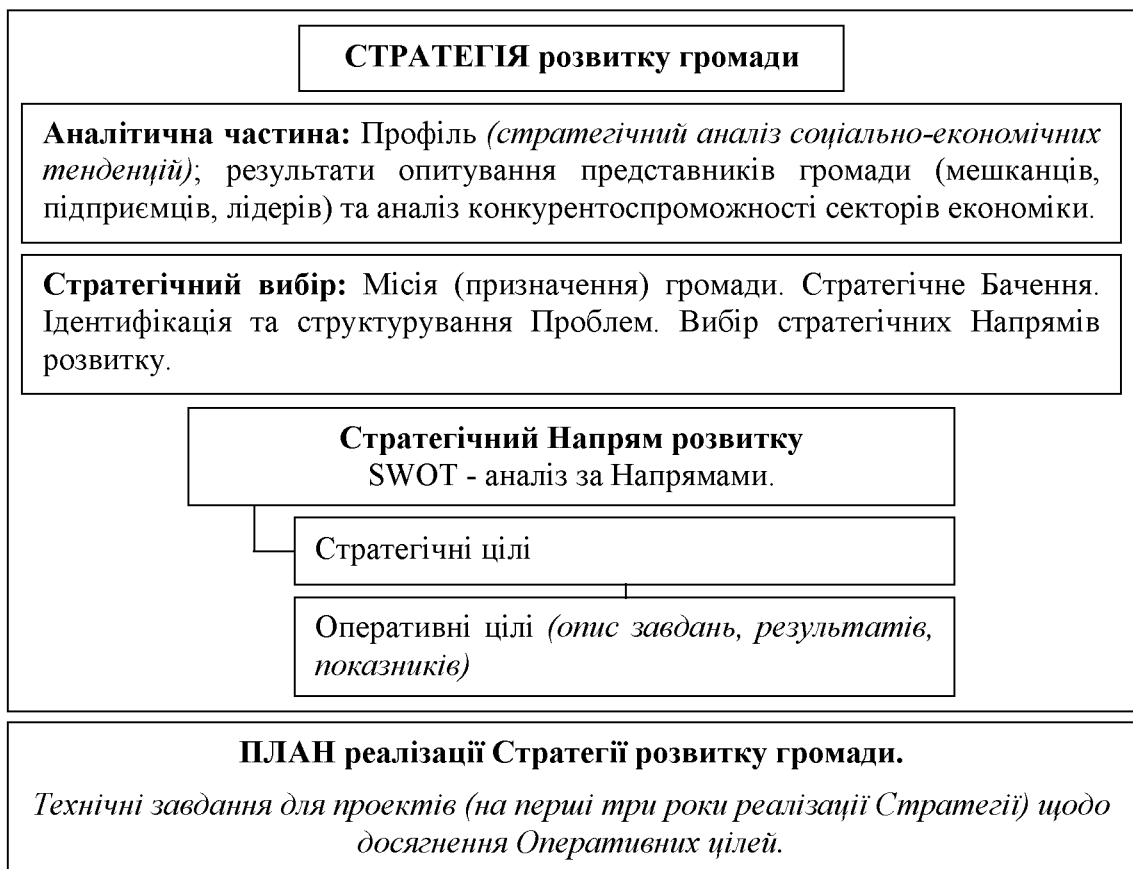 СТРАТЕГІЯ розвитку громади
Аналітична частина: Профіль (стратегічний аналіз соціально-економічних
тенденцій); результати опитування представників громади (мешканців,
підприємців, лідерів) та аналіз конкурентоспроможності секторів економіки.
Стратегічний вибір: Місія (призначення) громади. Стратегічне Бачення.
Ідентифікація та структурування Проблем. Вибір стратегічних Напрямів
розвитку.
Стратегічний Напрям розвитку
SWOT - аналіз за Напрямами.
Стратегічні цілі
Оперативні цілі (опис завдань, результатів,
показників)
ПЛАН реалізації Стратегії розвитку громади.
Технічні завдання для проектів (на перші три роки реалізації Стратегії) щодо
досягнення Оперативних цілей.